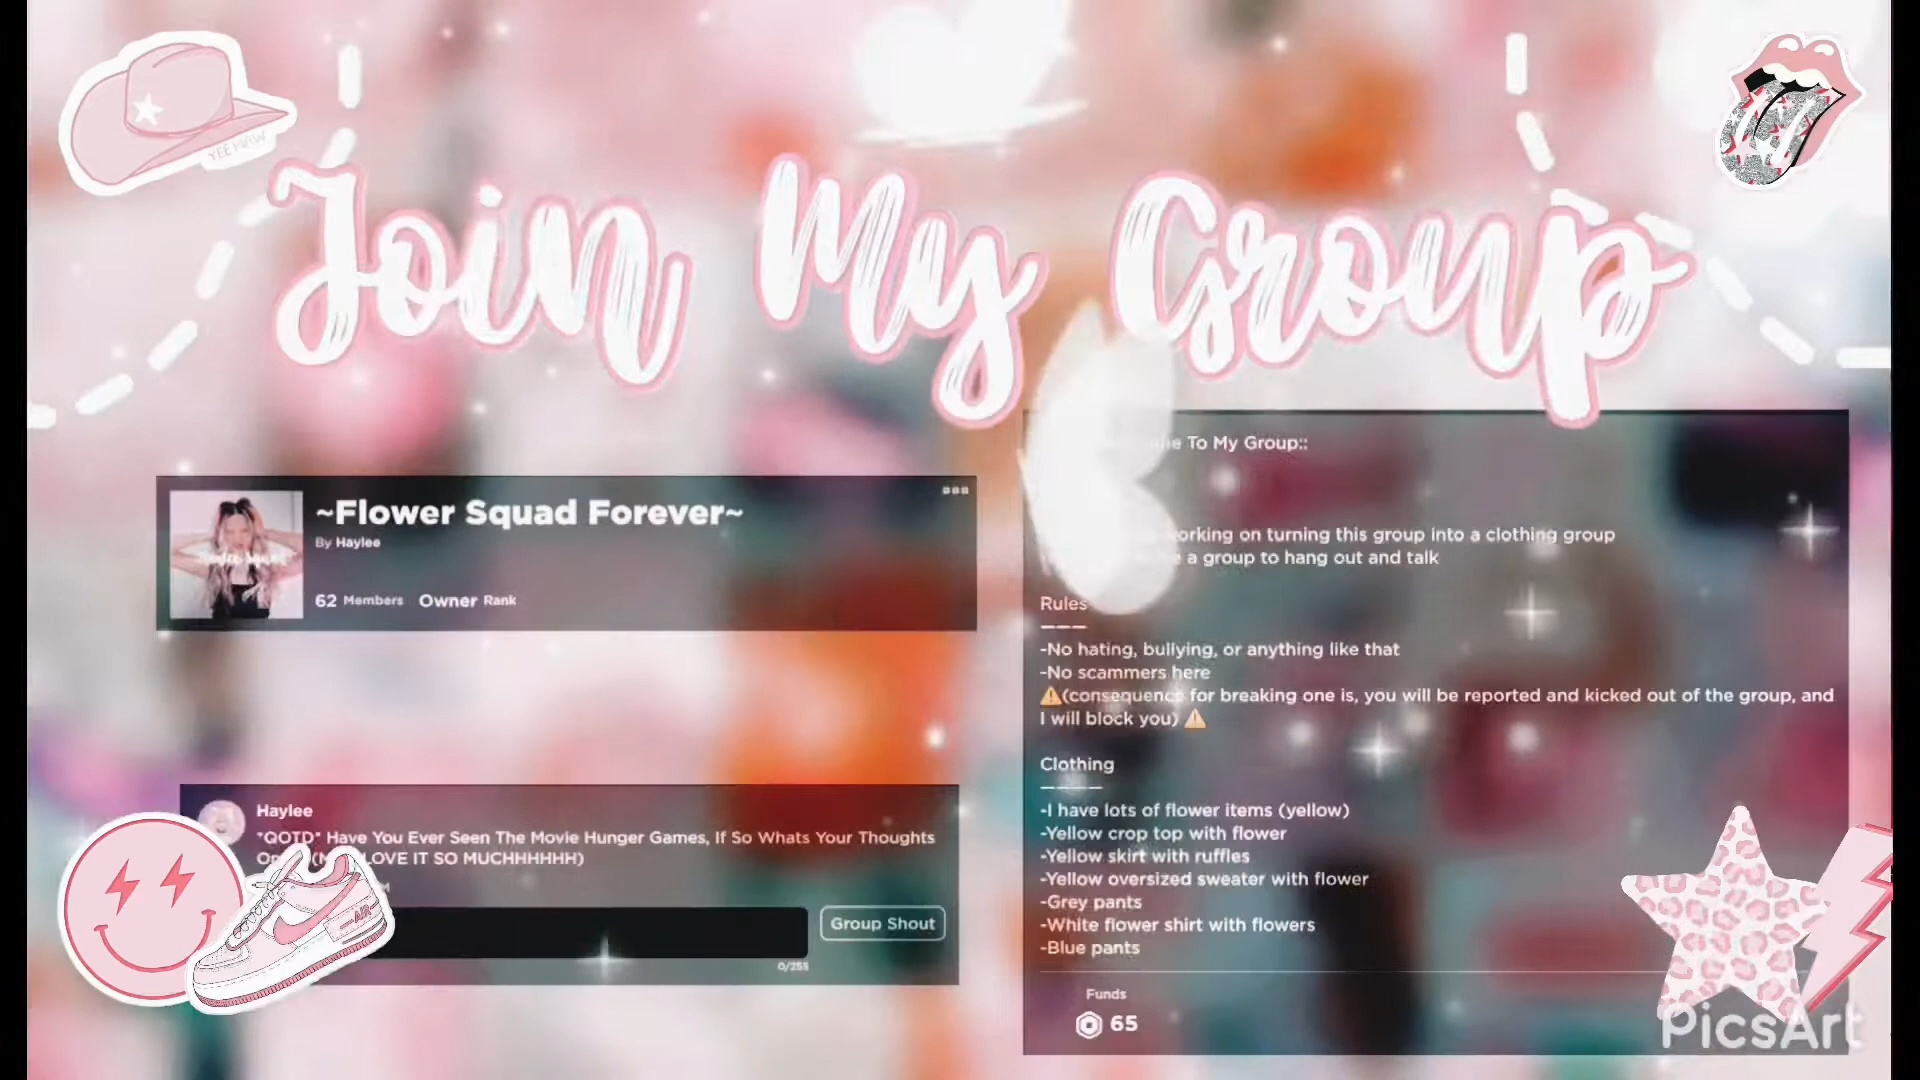 YEE HAW
Join My Group
~Flower Squad Forever~
By Haylee
62 Members Owner Rank
Haylee
*QOTD* Have You Ever Seen The Movie Hunger Games, If So Whats Your Thoughts
LOVE IT SO MUCHHHHHH)
Group Shout
0/255
AIR
To My Group::
working on turning this group into a clothing group
a group to hang out and talk
Rules
---
-No hating, bullying, or anything like that
-No scammers here
⚠️(consequence for breaking one is, you will be reported and kicked out of the group, and
I will block you) ⚠️
Clothing
----
-I have lots of flower items (yellow)
-Yellow crop top with flower
-Yellow skirt with ruffles
-Yellow oversized sweater with flower
-Grey pants
-White flower shirt with flowers
-Blue pants
Funds
65
PicsArt